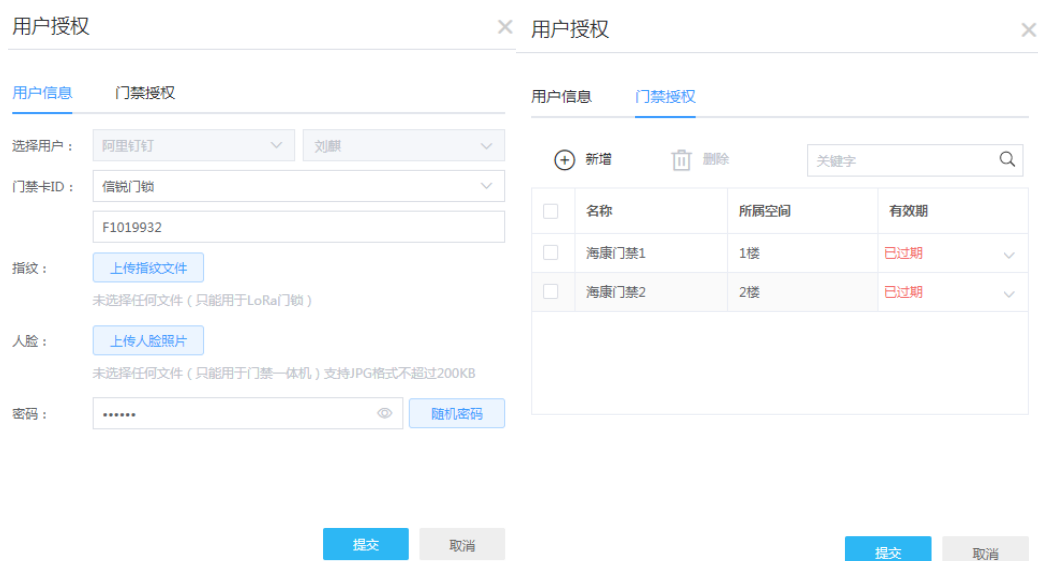 用户授权
用户信息 门禁授权
选择用户： 阿里钉钉 刘麒
门禁卡ID： 信锐门锁
F1019932
指纹： 上传指纹文件
未选择任何文件（只能用于LoRa门锁）
人脸： 上传人脸照片
未选择任何文件（只能用于门禁一体机）支持JPG格式不超过200KB
密码： •••••• 随机密码
提交 取消
用户授权
用户信息 门禁授权
新增 删除 关键字
名称 所属空间 有效期
海康门禁1 1楼 已过期
海康门禁2 2楼 已过期
提交 取消